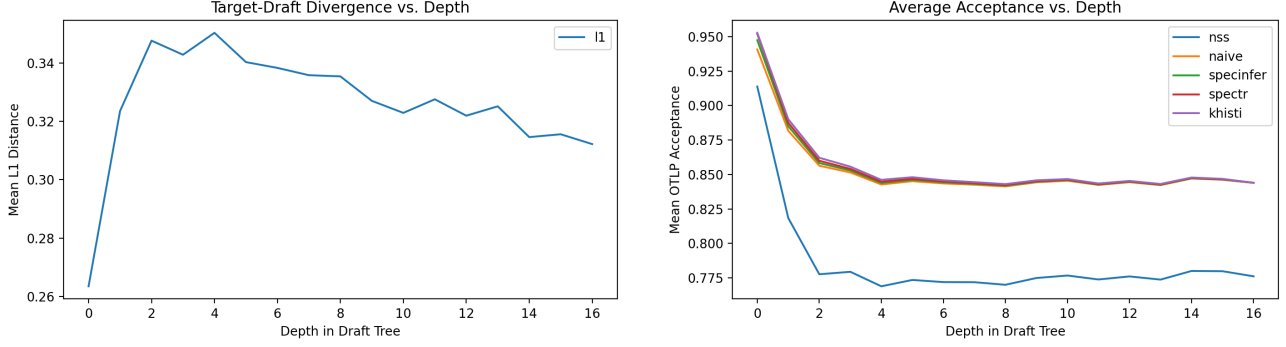 Target-Draft Divergence vs. Depth
l1
0.34
0.32
0.30
0.28
0.26
Mean L1 Distance
0 2 4 6 8 10 12 14 16
Depth in Draft Tree
Average Acceptance vs. Depth
nss
naive
specinfer
spectr
khisti
0.950
0.925
0.900
0.875
0.850
0.825
0.800
0.775
Mean OTLP Acceptance
0 2 4 6 8 10 12 14 16
Depth in Draft Tree